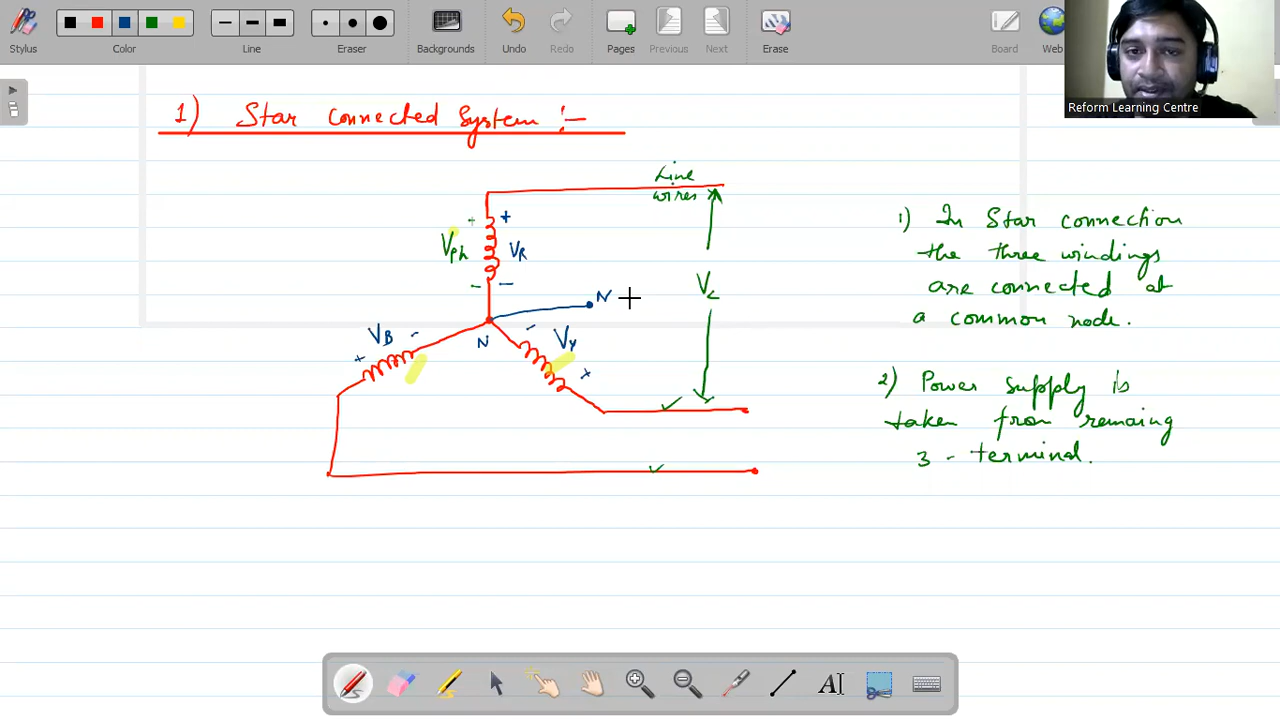 Stylus
Color
Line
Eraser
Backgrounds
Undo
Redo
Pages
Previous
Next
Erase
Board
Web
Reform Learning Centre
1) Star connected System :-
Line
wires
+ +
Vph VR
- -
VL
N
VB -
+
N
- VY
+
1) In Star connection
the three windings
are connected at
a common node.
2) Power supply is
taken from remaing
3 - terminal.